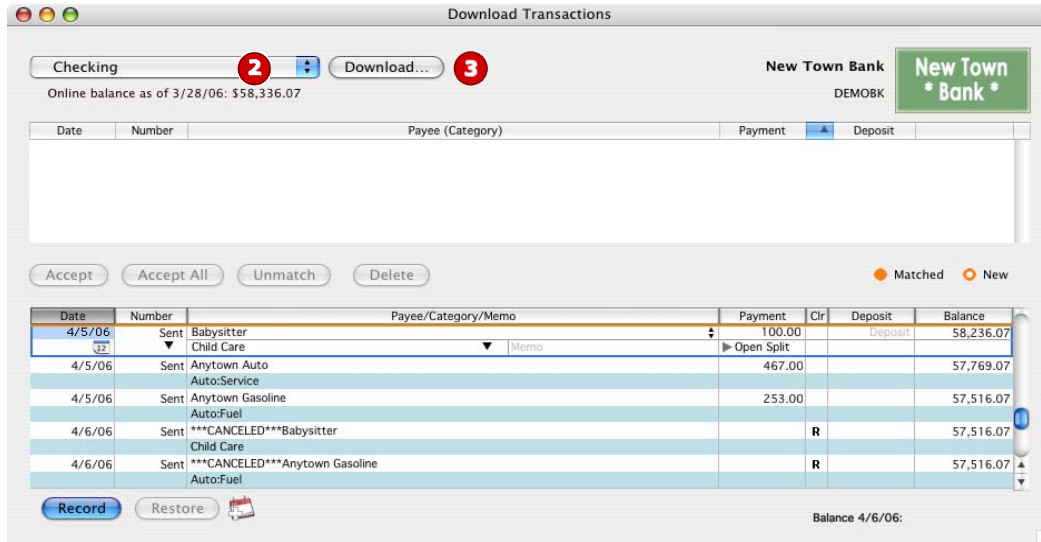 Download Transactions
Checking 2 Download... 3 New Town Bank New Town
Online balance as of 3/28/06: $58,336.07 DEMOBK * Bank *
Date Number Payee (Category) Payment Deposit
Accept Accept All Unmatch Delete Matched New
Date Number Payee/Category/Memo Payment Clr Deposit Balance
4/5/06 Sent Babysitter 100.00 Deposit 58,236.07
12 Child Care Memo Open Split
4/5/06 Sent Anytown Auto 467.00 57,769.07
Auto:Service
4/5/06 Sent Anytown Gasoline 253.00 57,516.07
Auto:Fuel
4/6/06 Sent ***CANCELED***Babysitter R 57,516.07
Child Care
4/6/06 Sent ***CANCELED***Anytown Gasoline R 57,516.07
Auto:Fuel
Record Restore Balance 4/6/06: